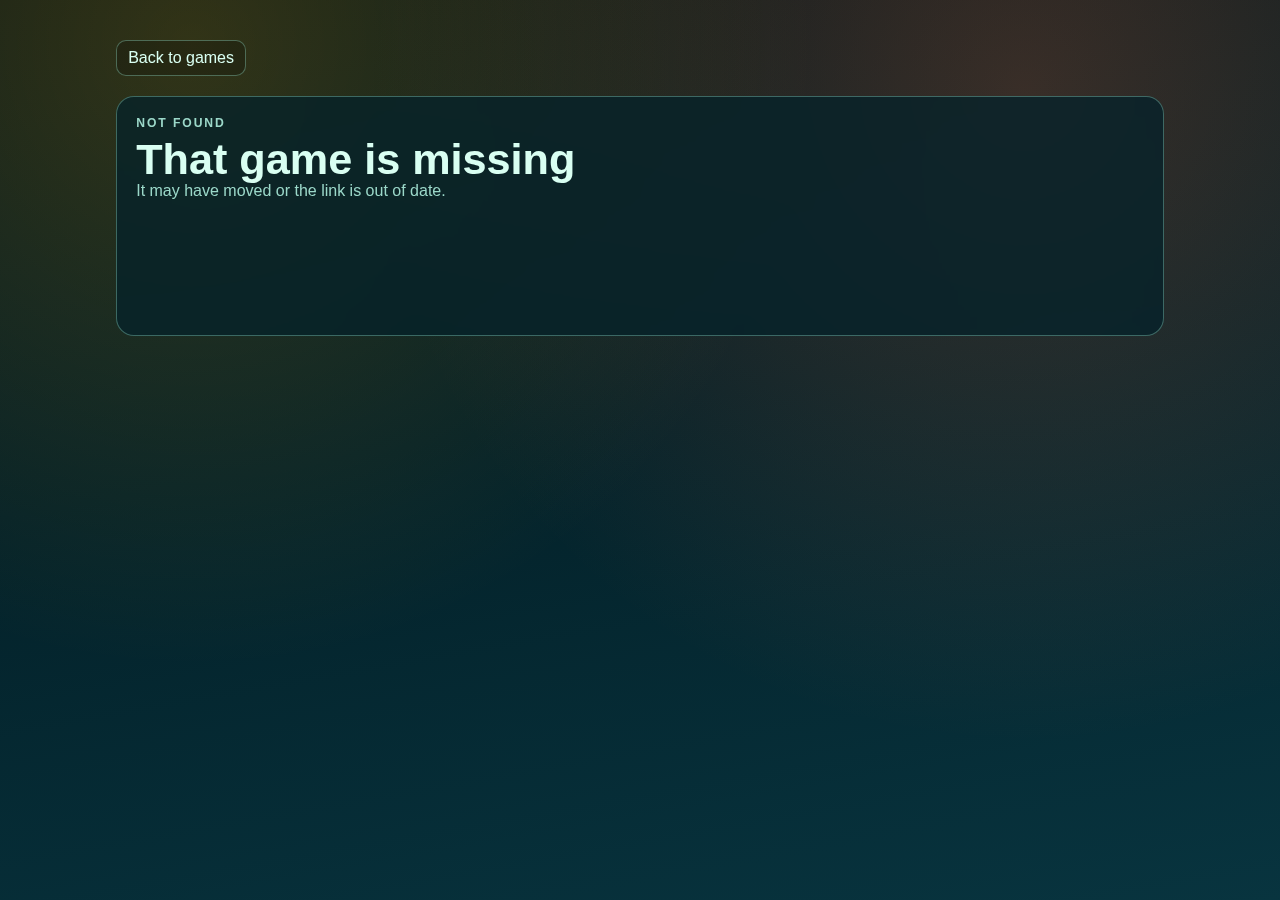 Back to games
NOT FOUND
That game is missing
It may have moved or the link is out of date.